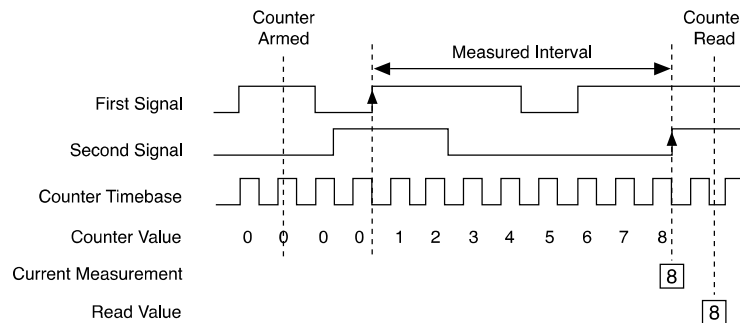 Counter
Armed
Counte
Read
Measured Interval
First Signal
Second Signal
Counter Timebase
Counter Value 0 0 0 0 1 2 3 4 5 6 7 8
Current Measurement 8
Read Value 8